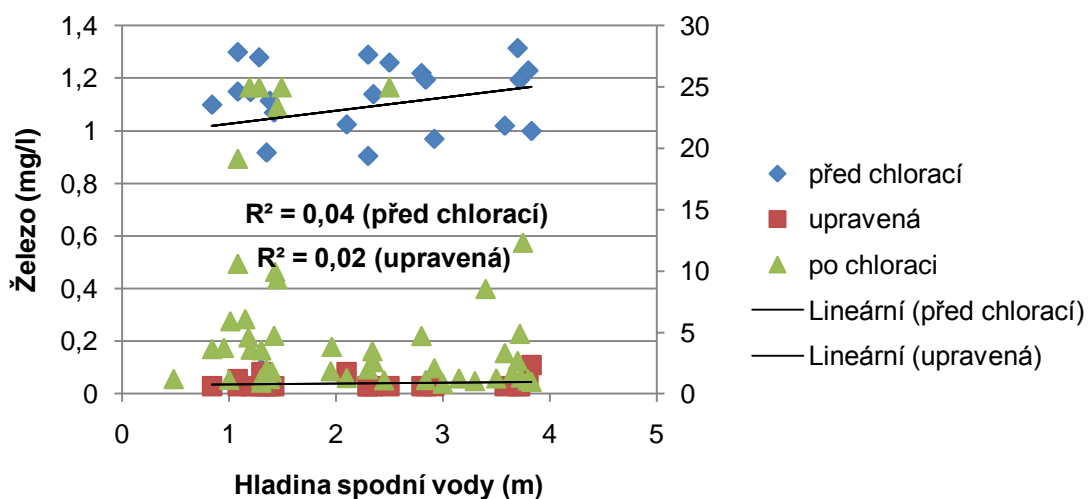 1,4
1,2
1
0,8
0,6
0,4
0,2
0
Železo (mg/l)
30
25
20
15
10
5
0
R² = 0,04 (před chlorací)
R² = 0,02 (upravená)
0 1 2 3 4 5
Hladina spodní vody (m)
před chlorací
upravená
po chloraci
Lineární (před chlorací)
Lineární (upravená)